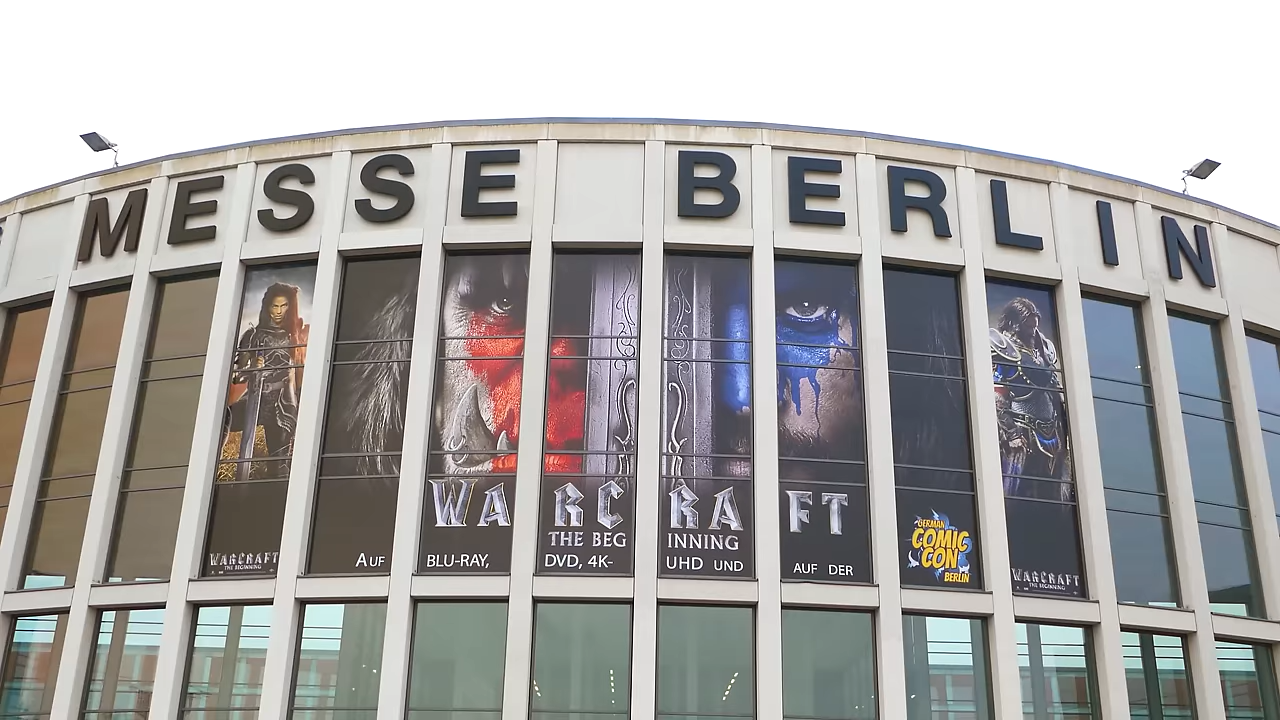 MESSE BERLIN
WARCRAFT
THE BEGINNING
AUF BLU-RAY, DVD, 4K-UHD UND AUF DER
GERMAN
COMIC
CON
BERLIN
WARCRAFT
THE BEGINNING
WARCRAFT
THE BEGINNING